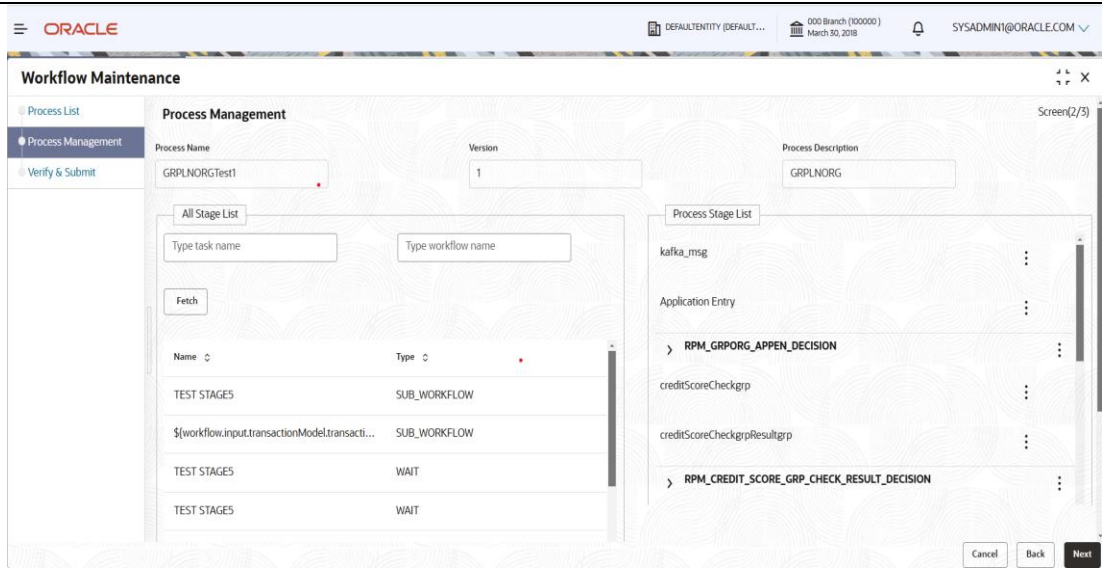 ORACLE
DEFAULTENTITY (DEFAULT...
000 Branch (100000 )
March 30, 2018
SYSADMIN1@ORACLE.COM
Workflow Maintenance
Process List
Process Management
Verify & Submit
Process Management
Screen(2/3)
Process Name
Version
Process Description
GRPLNORGTest1
1
GRPLNORG
All Stage List
Type task name
Type workflow name
Fetch
Name
Type
TEST STAGE5
SUB_WORKFLOW
${workflow.input.transactionModel.transacti...
SUB_WORKFLOW
TEST STAGE5
WAIT
TEST STAGE5
WAIT
Process Stage List
kafka_msg
Application Entry
RPM_GRPORG_APPEN_DECISION
creditScoreCheckgrp
creditScoreCheckgrpResultgrp
RPM_CREDIT_SCORE_GRP_CHECK_RESULT_DECISION
Cancel
Back
Next